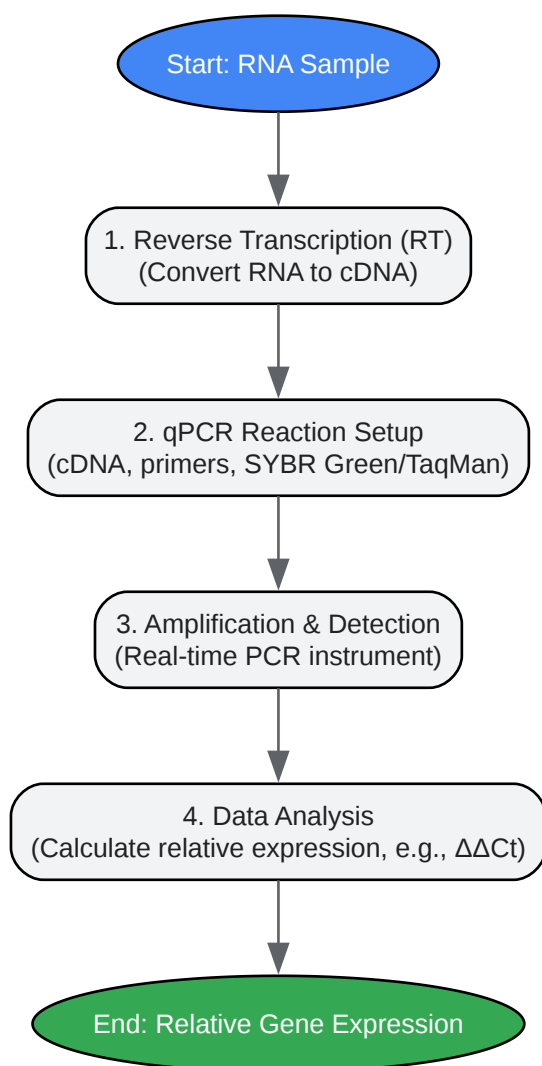 Start: RNA Sample
1. Reverse Transcription (RT)
(Convert RNA to cDNA)
2. qPCR Reaction Setup
(cDNA, primers, SYBR Green/TaqMan)
3. Amplification & Detection
(Real-time PCR instrument)
4. Data Analysis
(Calculate relative expression, e.g., ΔΔCt)
End: Relative Gene Expression